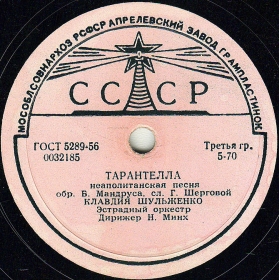 МОСОБЛСОВНАРХОЗ РСФСР АПРЕЛЕВСКИЙ ЗАВОД ГРАМПЛАСТИНОК
СССР
ГОСТ 5289-56 Третья гр.
0032185 5-70
ТАРАНТЕЛЛА
неаполитанская песня
обр. Б. Мандруса, сл. Г. Шерговой
КЛАВДИЯ ШУЛЬЖЕНКО
Эстрадный оркестр
Дирижер Н. Минх